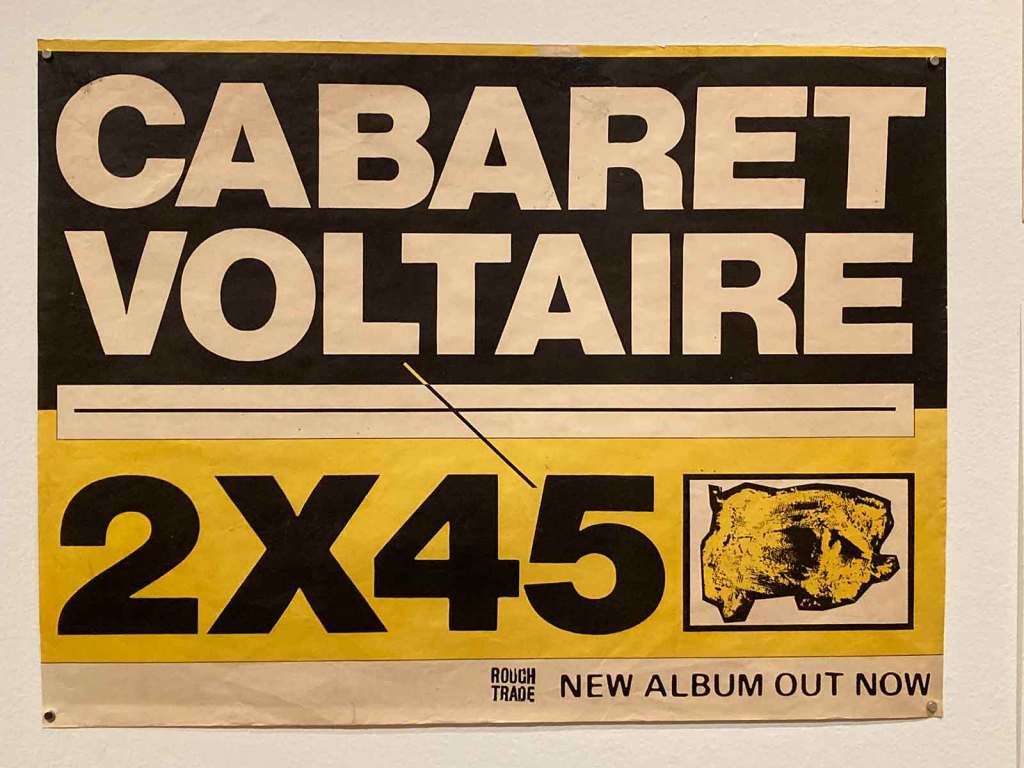 CABARET
VOLTAIRE
2X45
ROUGH
TRADE
NEW ALBUM OUT NOW